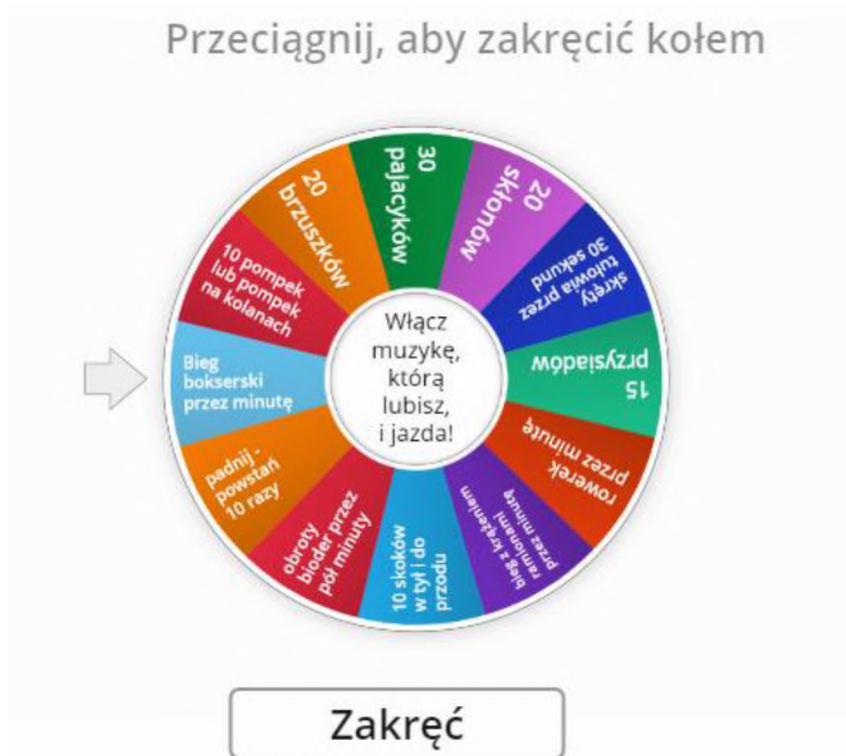 Przeciągnij, aby zakręcić kołem
30
pajacyków
20
skłonów
skręty
tułowia przez
30 sekund
15
przysiadów
rowerek
przez minutę
bieg z krążeniem
ramionami
przez minutę
10 skoków
w tył i do
przodu
obroty
bioder przez
pół minuty
padnij -
powstań
10 razy
Bieg
bokserski
przez minutę
10 pompek
lub pompek
na kolanach
20
brzuszków
Włącz
muzykę,
którą
lubisz,
i jazda!
Zakręć